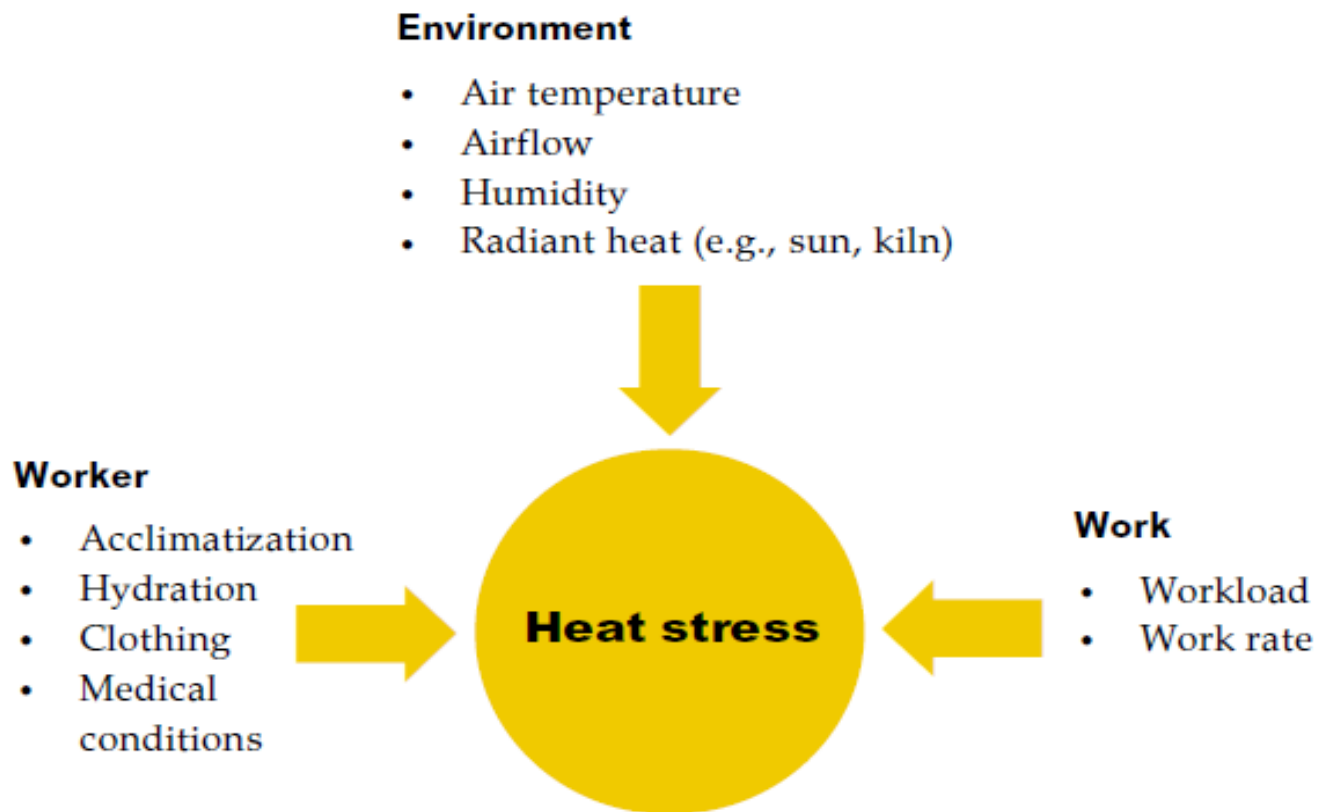 Environment
• Air temperature
• Airflow
• Humidity
• Radiant heat (e.g., sun, kiln)
Worker
• Acclimatization
• Hydration
• Clothing
• Medical
conditions
Heat stress
Work
• Workload
• Work rate